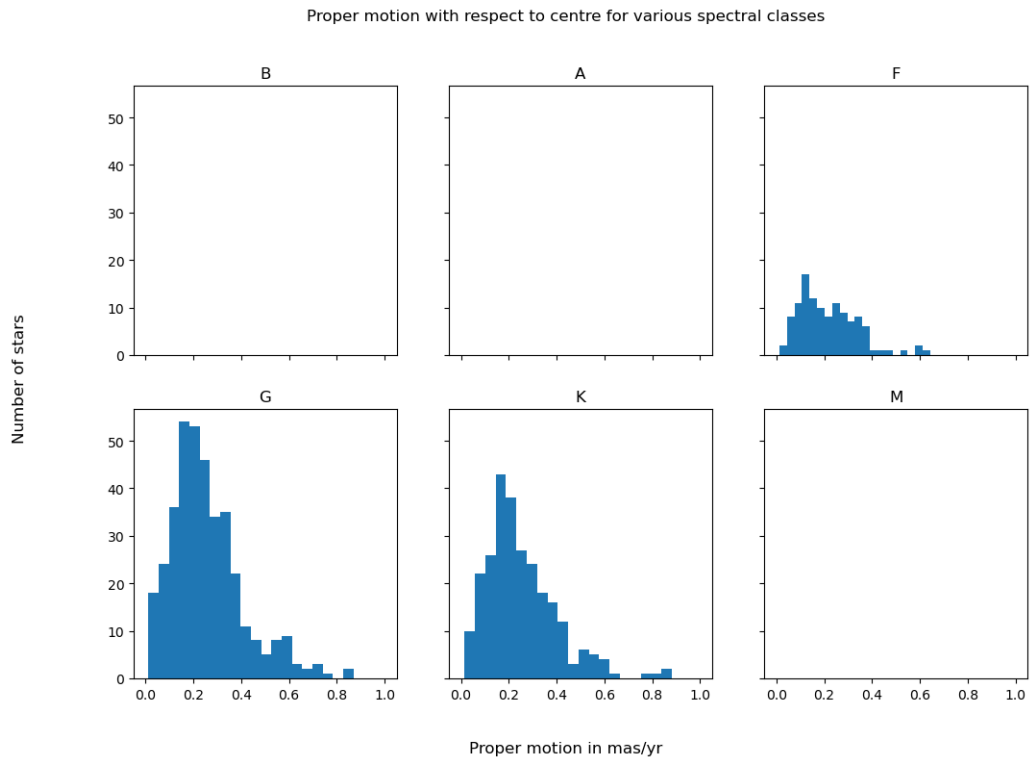 Proper motion with respect to centre for various spectral classes
B
A
F
50
40
30
20
10
0
G
K
M
50
40
30
20
10
0
0.0 0.2 0.4 0.6 0.8 1.0
0.0 0.2 0.4 0.6 0.8 1.0
0.0 0.2 0.4 0.6 0.8 1.0
Number of stars
Proper motion in mas/yr